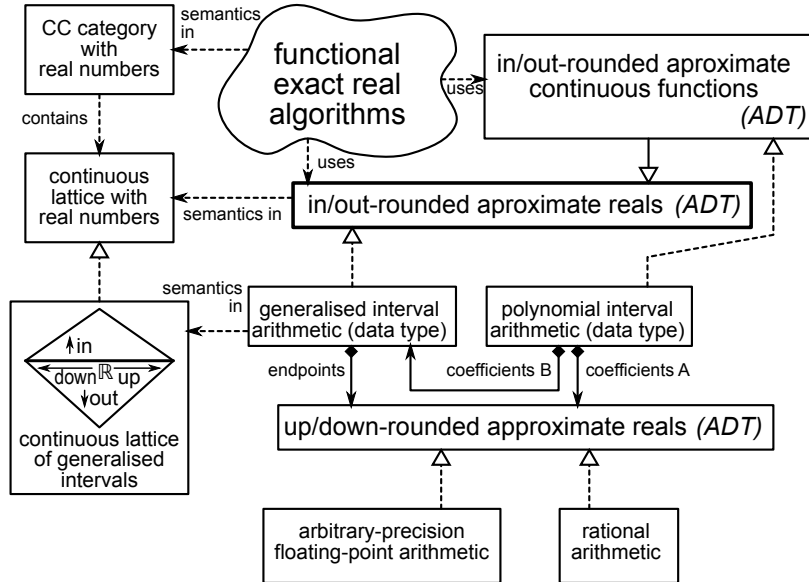 CC category
with
real numbers
semantics
in
functional
exact real
algorithms
uses
in/out-rounded aproximate
continuous functions
(ADT)
contains
uses
continuous
lattice with
real numbers
semantics in
in/out-rounded aproximate reals (ADT)
semantics
in
generalised interval
arithmetic (data type)
polynomial interval
arithmetic (data type)
in
down ℝ up
out
endpoints
coefficients B
coefficients A
continuous lattice
of generalised
intervals
up/down-rounded approximate reals (ADT)
arbitrary-precision
floating-point arithmetic
rational
arithmetic